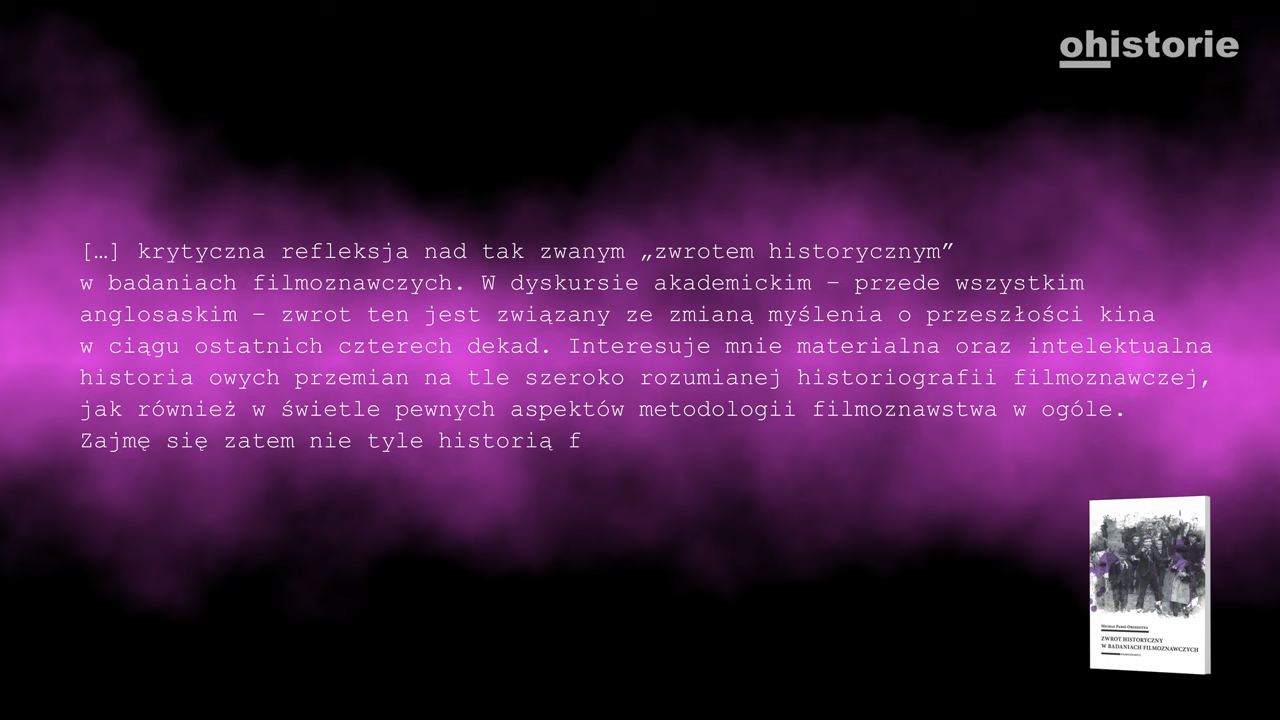 ohistorie
[…] krytyczna refleksja nad tak zwanym „zwrotem historycznym”
w badaniach filmoznawczych. W dyskursie akademickim – przede wszystkim
anglosaskim – zwrot ten jest związany ze zmianą myślenia o przeszłości kina
w ciągu ostatnich czterech dekad. Interesuje mnie materialna oraz intelektualna
historia owych przemian na tle szeroko rozumianej historiografii filmoznawczej,
jak również w świetle pewnych aspektów metodologii filmoznawstwa w ogóle.
Zajmę się zatem nie tyle historią f
ZWROT HISTORYCZNY
W BADANIACH FILMOZNAWCZYCH